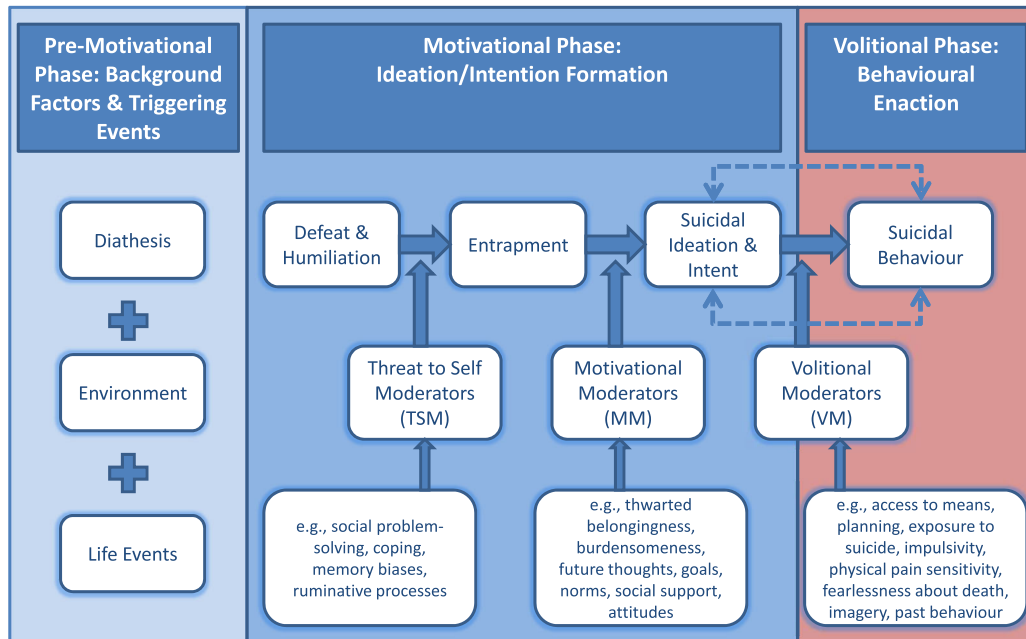 Pre-Motivational
Phase: Background
Factors & Triggering
Events
Motivational Phase:
Ideation/Intention Formation
Volitional Phase:
Behavioural
Enaction
Diathesis
Environment
Life Events
Defeat &
Humiliation
Entrapment
Suicidal
Ideation &
Intent
Suicidal
Behaviour
Threat to Self
Moderators
(TSM)
Motivational
Moderators
(MM)
Volitional
Moderators
(VM)
e.g., social problem-
solving, coping,
memory biases,
ruminative processes
e.g., thwarted
belongingness,
burdensomeness,
future thoughts, goals,
norms, social support,
attitudes
e.g., access to means,
planning, exposure to
suicide, impulsivity,
physical pain sensitivity,
fearlessness about death,
imagery, past behaviour